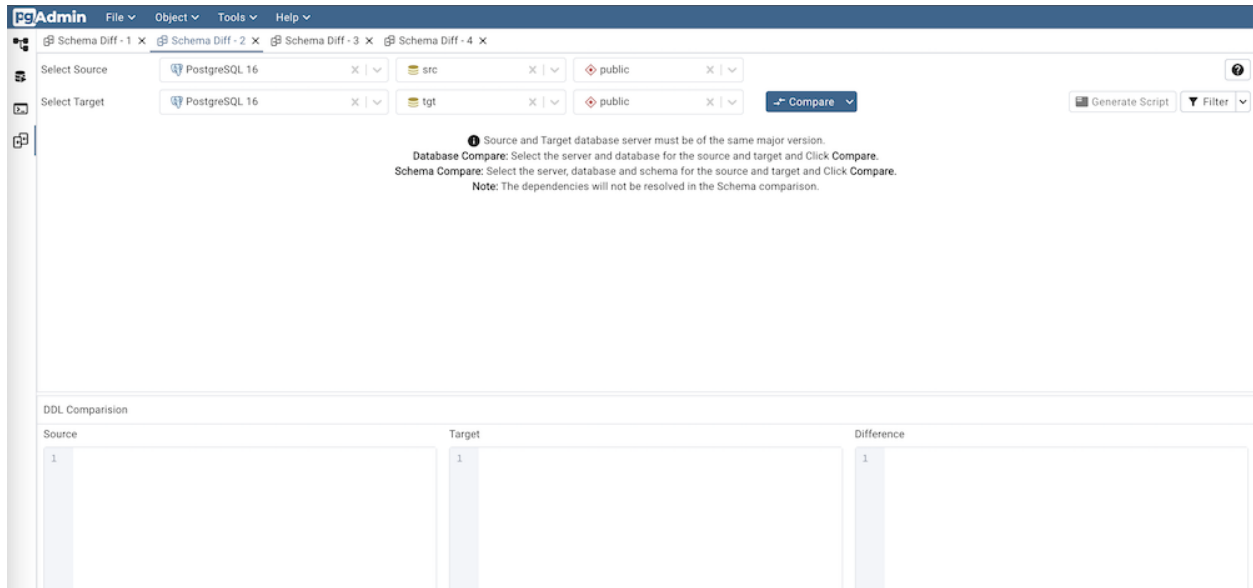 pgAdmin File Object Tools Help
Schema Diff - 1 Schema Diff - 2 Schema Diff - 3 Schema Diff - 4
Select Source PostgreSQL 16 src public
Select Target PostgreSQL 16 tgt public Compare Generate Script Filter
Source and Target database server must be of the same major version.
Database Compare: Select the server and database for the source and target and Click Compare.
Schema Compare: Select the server, database and schema for the source and target and Click Compare.
Note: The dependencies will not be resolved in the Schema comparison.
DDL Comparision
Source Target Difference
1 1 1